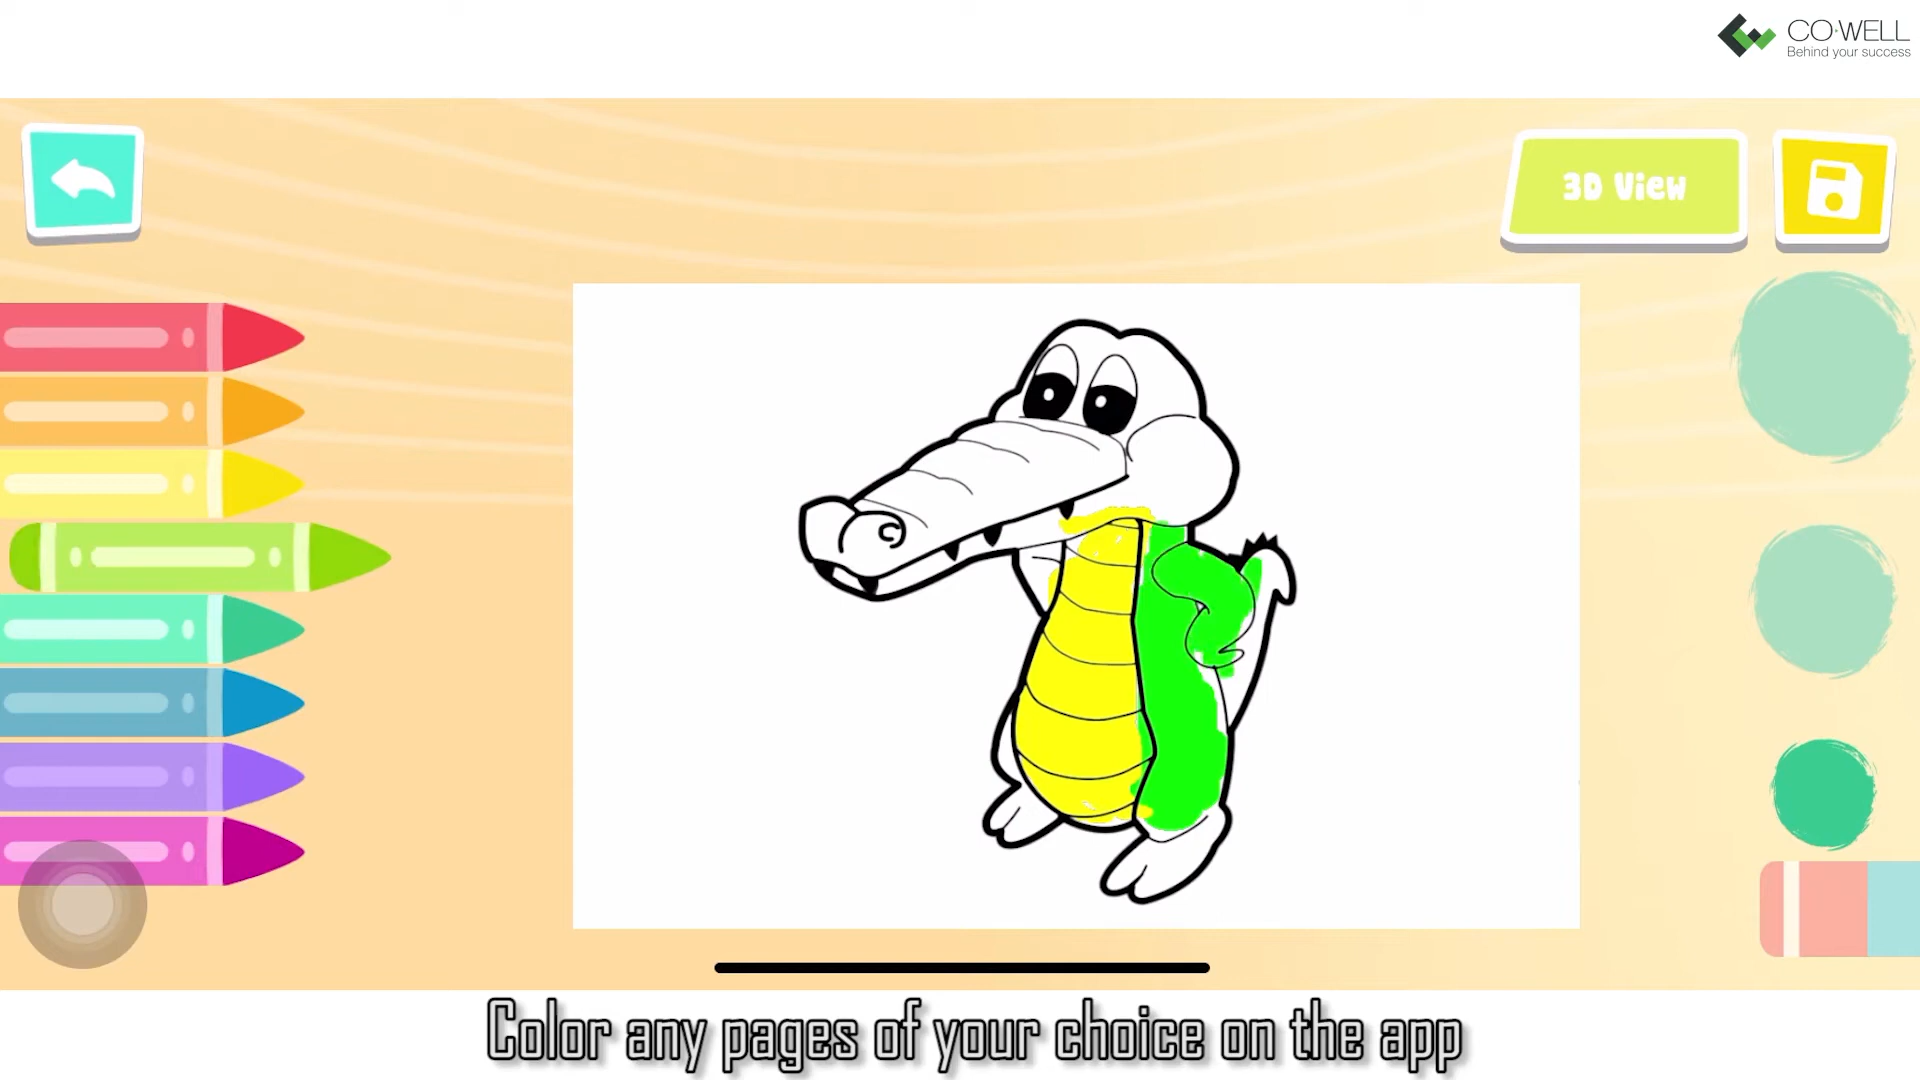 CO·WELL
Behind your success
3D View
Color any pages of your choice on the app